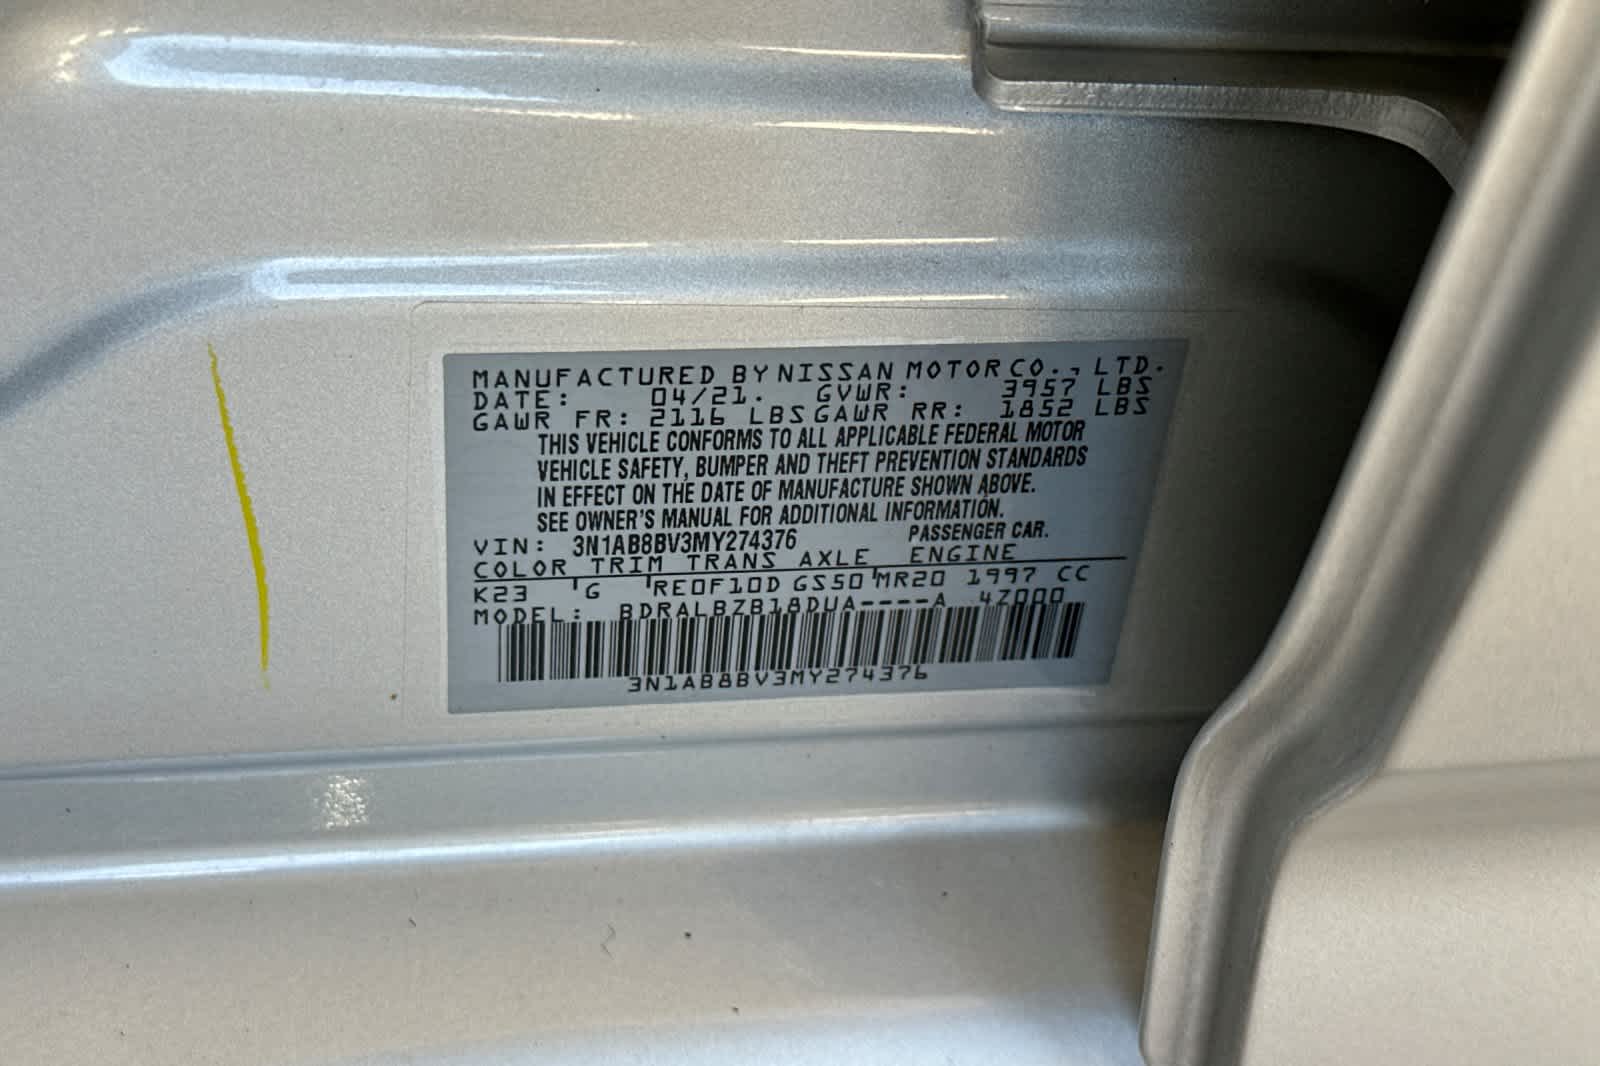 MANUFACTURED BY NISSAN MOTOR CO., LTD.
DATE: 04/21. GVWR: 3957 LBS
GAWR FR: 2116 LBS GAWR RR: 1852 LBS
THIS VEHICLE CONFORMS TO ALL APPLICABLE FEDERAL MOTOR
VEHICLE SAFETY, BUMPER AND THEFT PREVENTION STANDARDS
IN EFFECT ON THE DATE OF MANUFACTURE SHOWN ABOVE.
SEE OWNER'S MANUAL FOR ADDITIONAL INFORMATION.
VIN: 3N1AB8BV3MY274376 PASSENGER CAR.
COLOR TRIM TRANS AXLE ENGINE
K23 G RE0F10D GS50 MR20 1997 CC
MODEL: BDRALBZB18DUA----A 4Z000
3N1AB8BV3MY274376